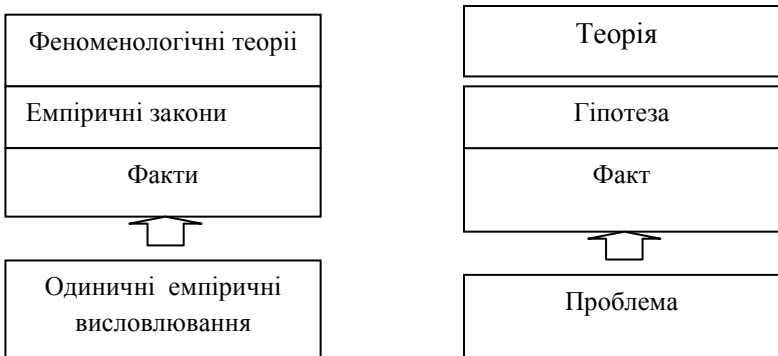 Феноменологічні теорії
Емпіричні закони
Факти
Одиничні емпіричні
висловлювання
Теорія
Гіпотеза
Факт
Проблема